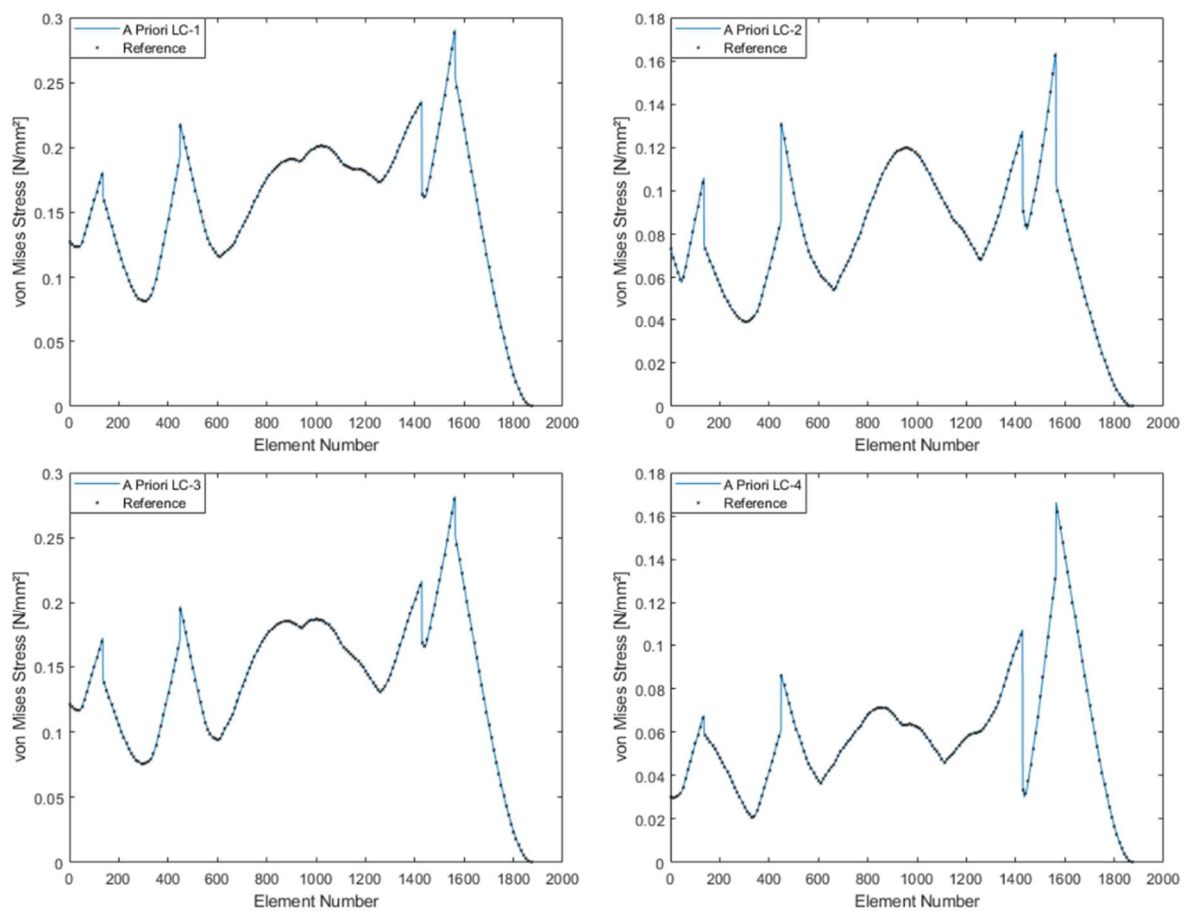 A Priori LC-1
Reference
von Mises Stress [N/mm²]
0.3
0.25
0.2
0.15
0.1
0.05
0
0 200 400 600 800 1000 1200 1400 1600 1800 2000
Element Number
A Priori LC-2
Reference
von Mises Stress [N/mm²]
0.18
0.16
0.14
0.12
0.1
0.08
0.06
0.04
0.02
0
0 200 400 600 800 1000 1200 1400 1600 1800 2000
Element Number
A Priori LC-3
Reference
von Mises Stress [N/mm²]
0.3
0.25
0.2
0.15
0.1
0.05
0
0 200 400 600 800 1000 1200 1400 1600 1800 2000
Element Number
A Priori LC-4
Reference
von Mises Stress [N/mm²]
0.18
0.16
0.14
0.12
0.1
0.08
0.06
0.04
0.02
0
0 200 400 600 800 1000 1200 1400 1600 1800 2000
Element Number